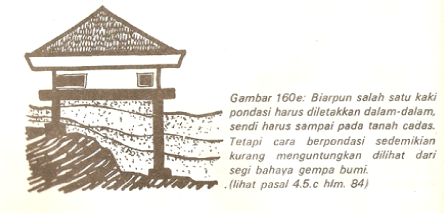 Gambar 160e: Biarpun salah satu kaki
pondasi harus diletakkan dalam-dalam,
sendi harus sampai pada tanah cadas.
Tetapi cara berpondasi sedemikian
kurang menguntungkan dilihat dari
segi bahaya gempa bumi.
.(lihat pasal 4.5.c hlm. 84)